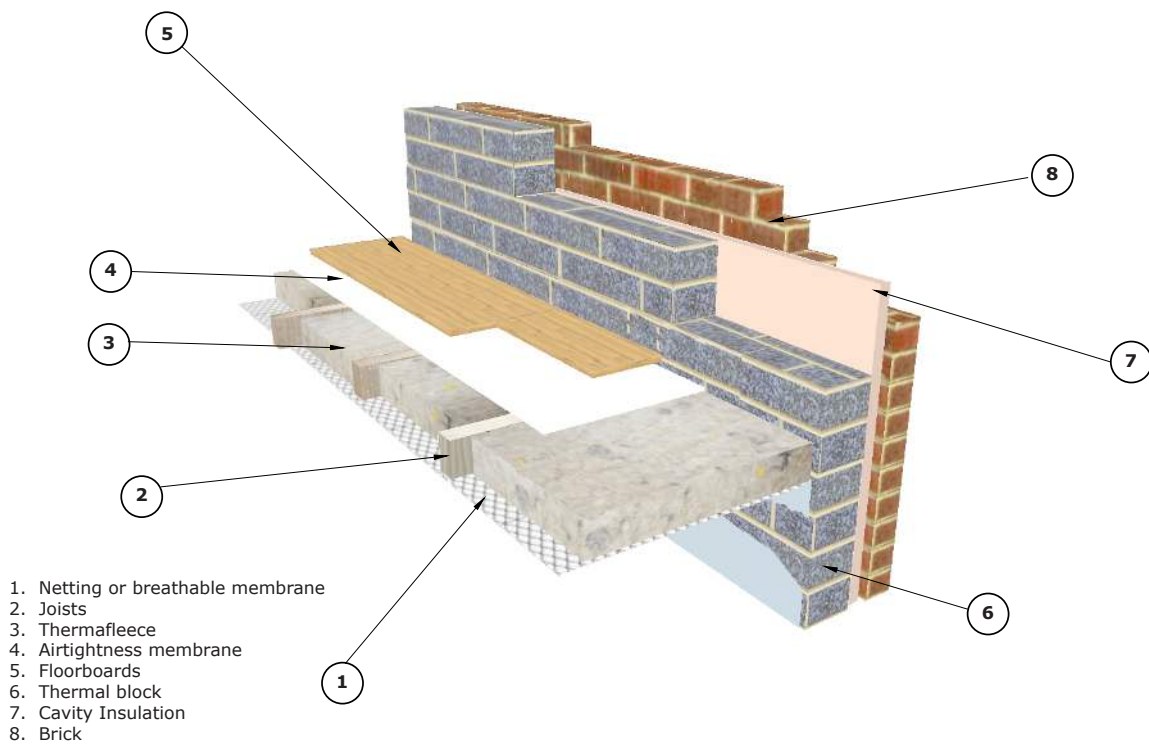 5
8
4
3
7
2
6
1
1. Netting or breathable membrane
2. Joists
3. Thermafleece
4. Airtightness membrane
5. Floorboards
6. Thermal block
7. Cavity Insulation
8. Brick